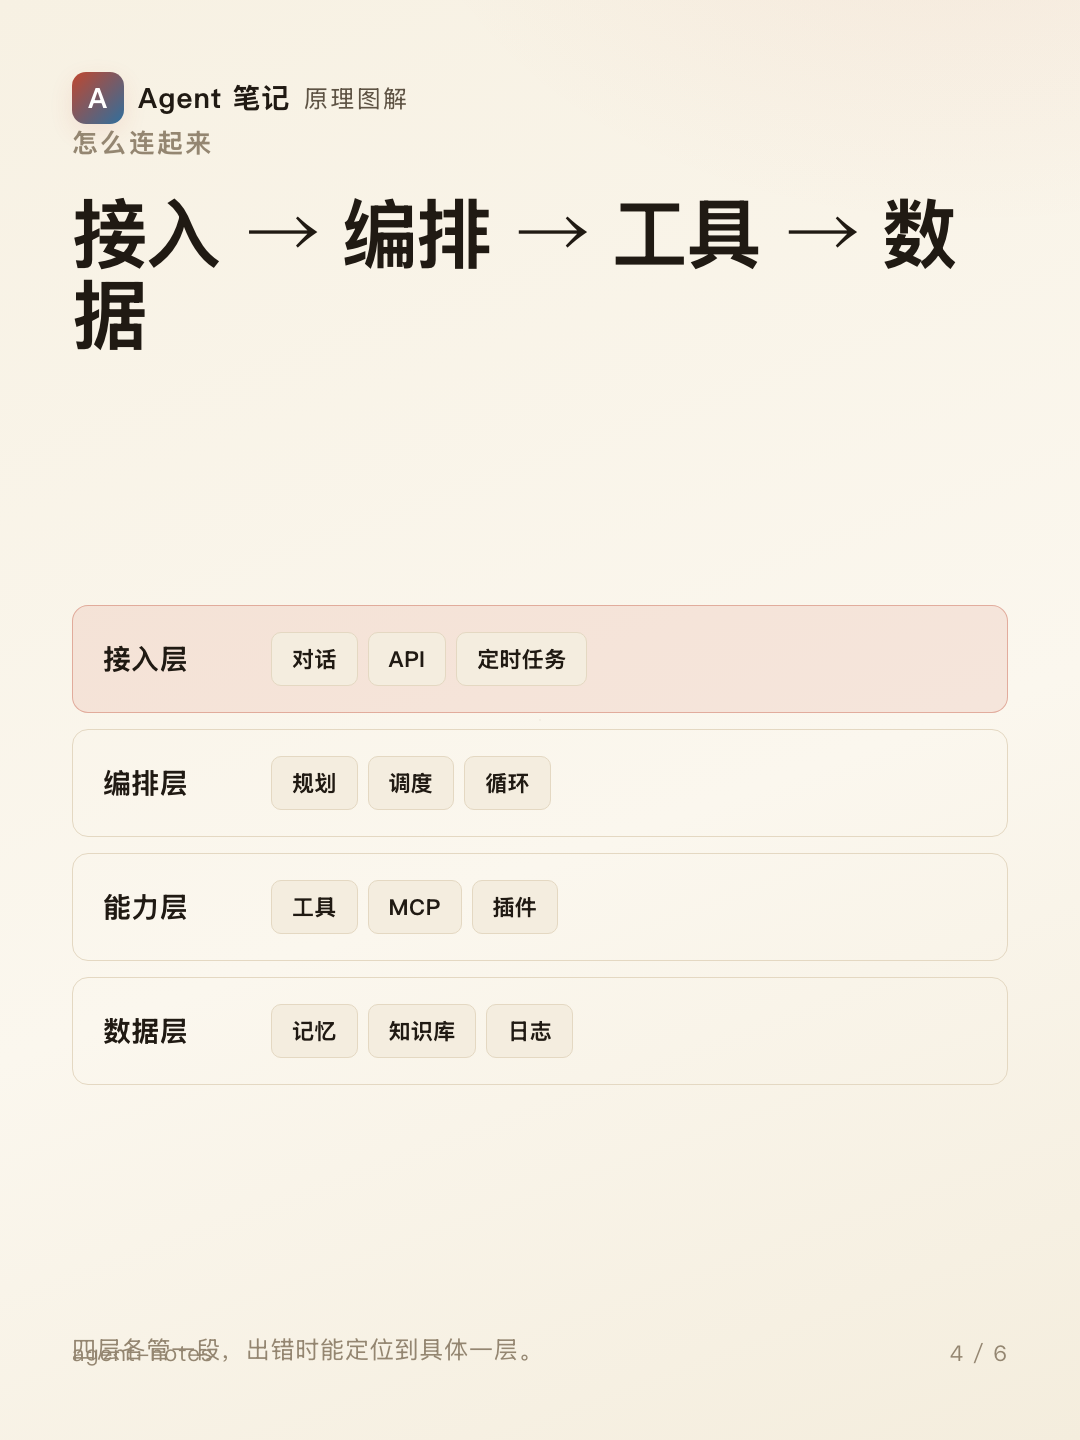 A Agent 笔记 原理图解
怎么连起来
接入 → 编排 → 工具 → 数
据
接入层 对话 API 定时任务
编排层 规划 调度 循环
能力层 工具 MCP 插件
数据层 记忆 知识库 日志
四层各管一段，出错时能定位到具体一层。
agent-notes 4 / 6